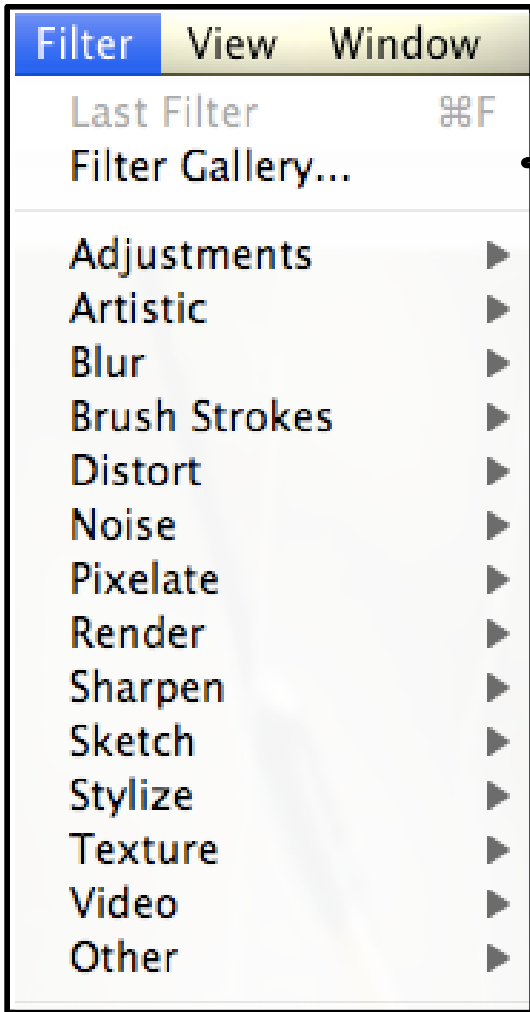 Filter View Window
Last Filter ⌘F
Filter Gallery...
Adjustments
Artistic
Blur
Brush Strokes
Distort
Noise
Pixelate
Render
Sharpen
Sketch
Stylize
Texture
Video
Other